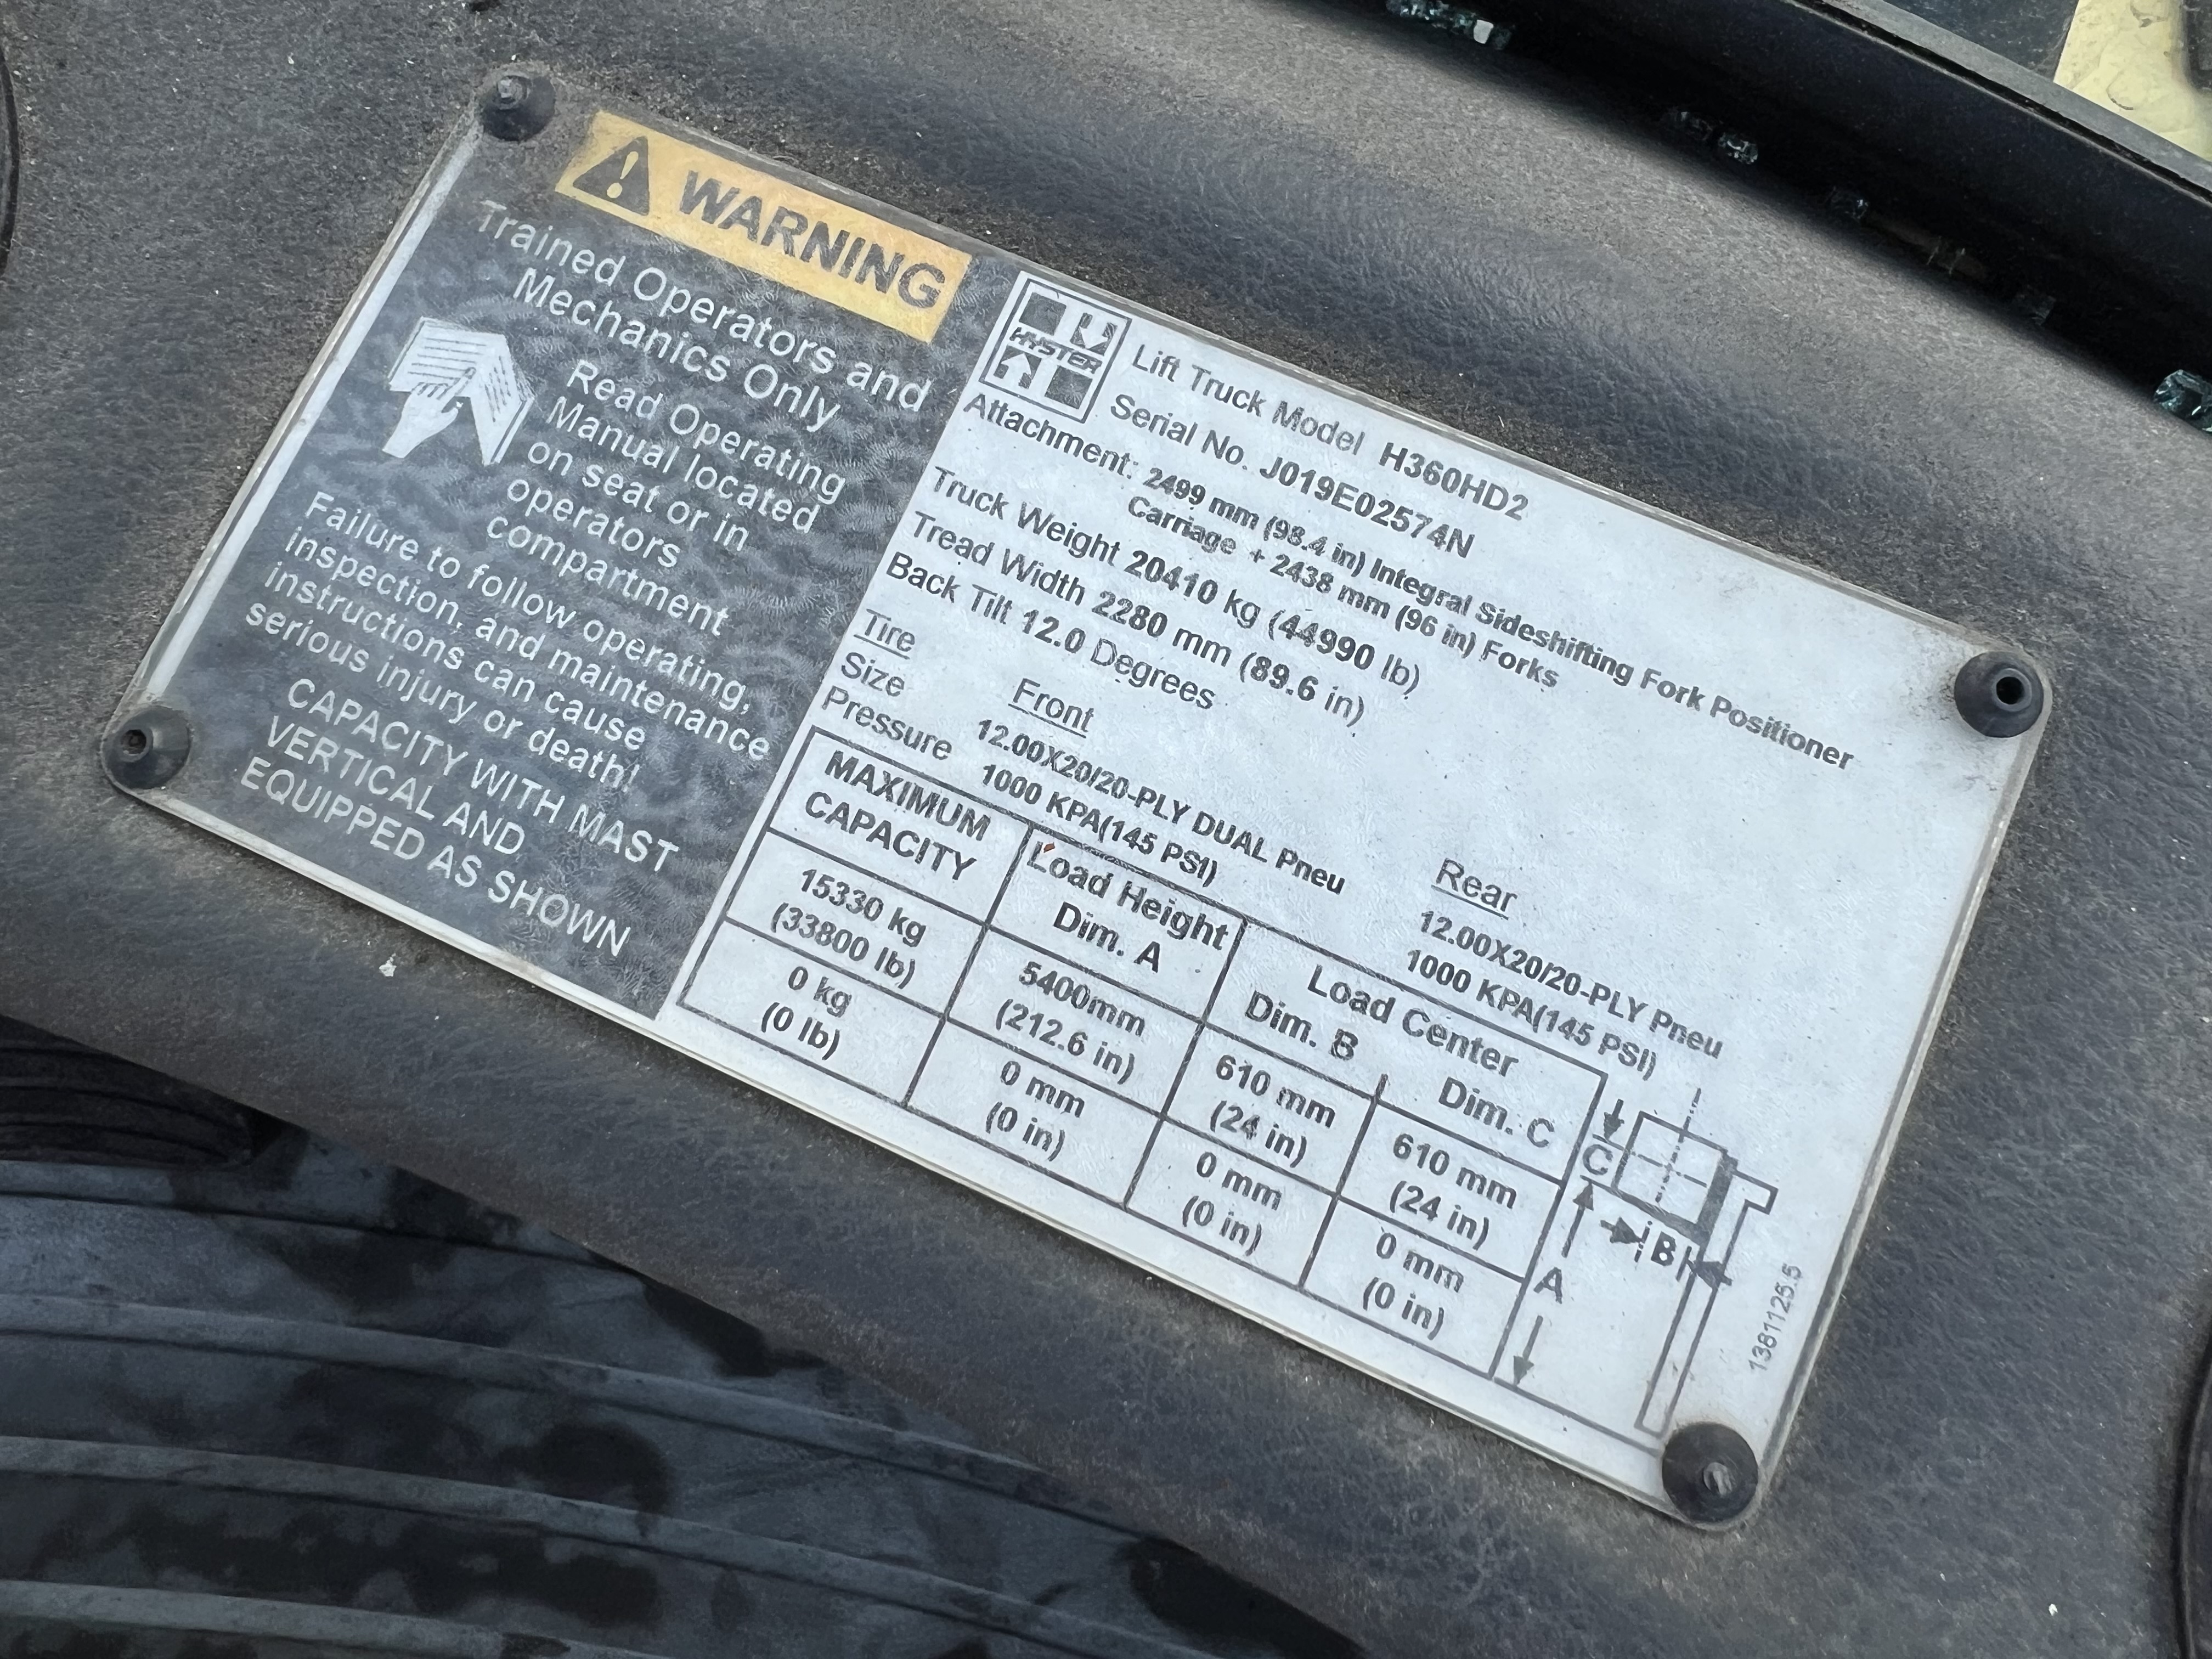 WARNING
Trained Operators and
Mechanics Only
Read Operating
Manual located
on seat or in
operators
compartment
Failure to follow operating,
inspection, and maintenance
instructions can cause
serious injury or death!
CAPACITY WITH MAST
VERTICAL AND
EQUIPPED AS SHOWN
HYSTER
Lift Truck Model H360HD2
Serial No. J019E02574N
Attachment: 2499 mm (98.4 in) Integral Sideshifting Fork Positioner
Carriage + 2438 mm (96 in) Forks
Truck Weight 20410 kg (44990 lb)
Tread Width 2280 mm (89.6 in)
Back Tilt 12.0 Degrees
Tire Front Rear
Size 12.00X20/20-PLY DUAL Pneu 12.00X20/20-PLY Pneu
Pressure 1000 KPA(145 PSI) 1000 KPA(145 PSI)
MAXIMUM Load Height Load Center
CAPACITY Dim. A Dim. B Dim. C
15330 kg 5400mm 610 mm 610 mm
(33800 lb) (212.6 in) (24 in) (24 in)
0 kg 0 mm 0 mm 0 mm
(0 lb) (0 in) (0 in) (0 in)
C
B
A
1381125.5